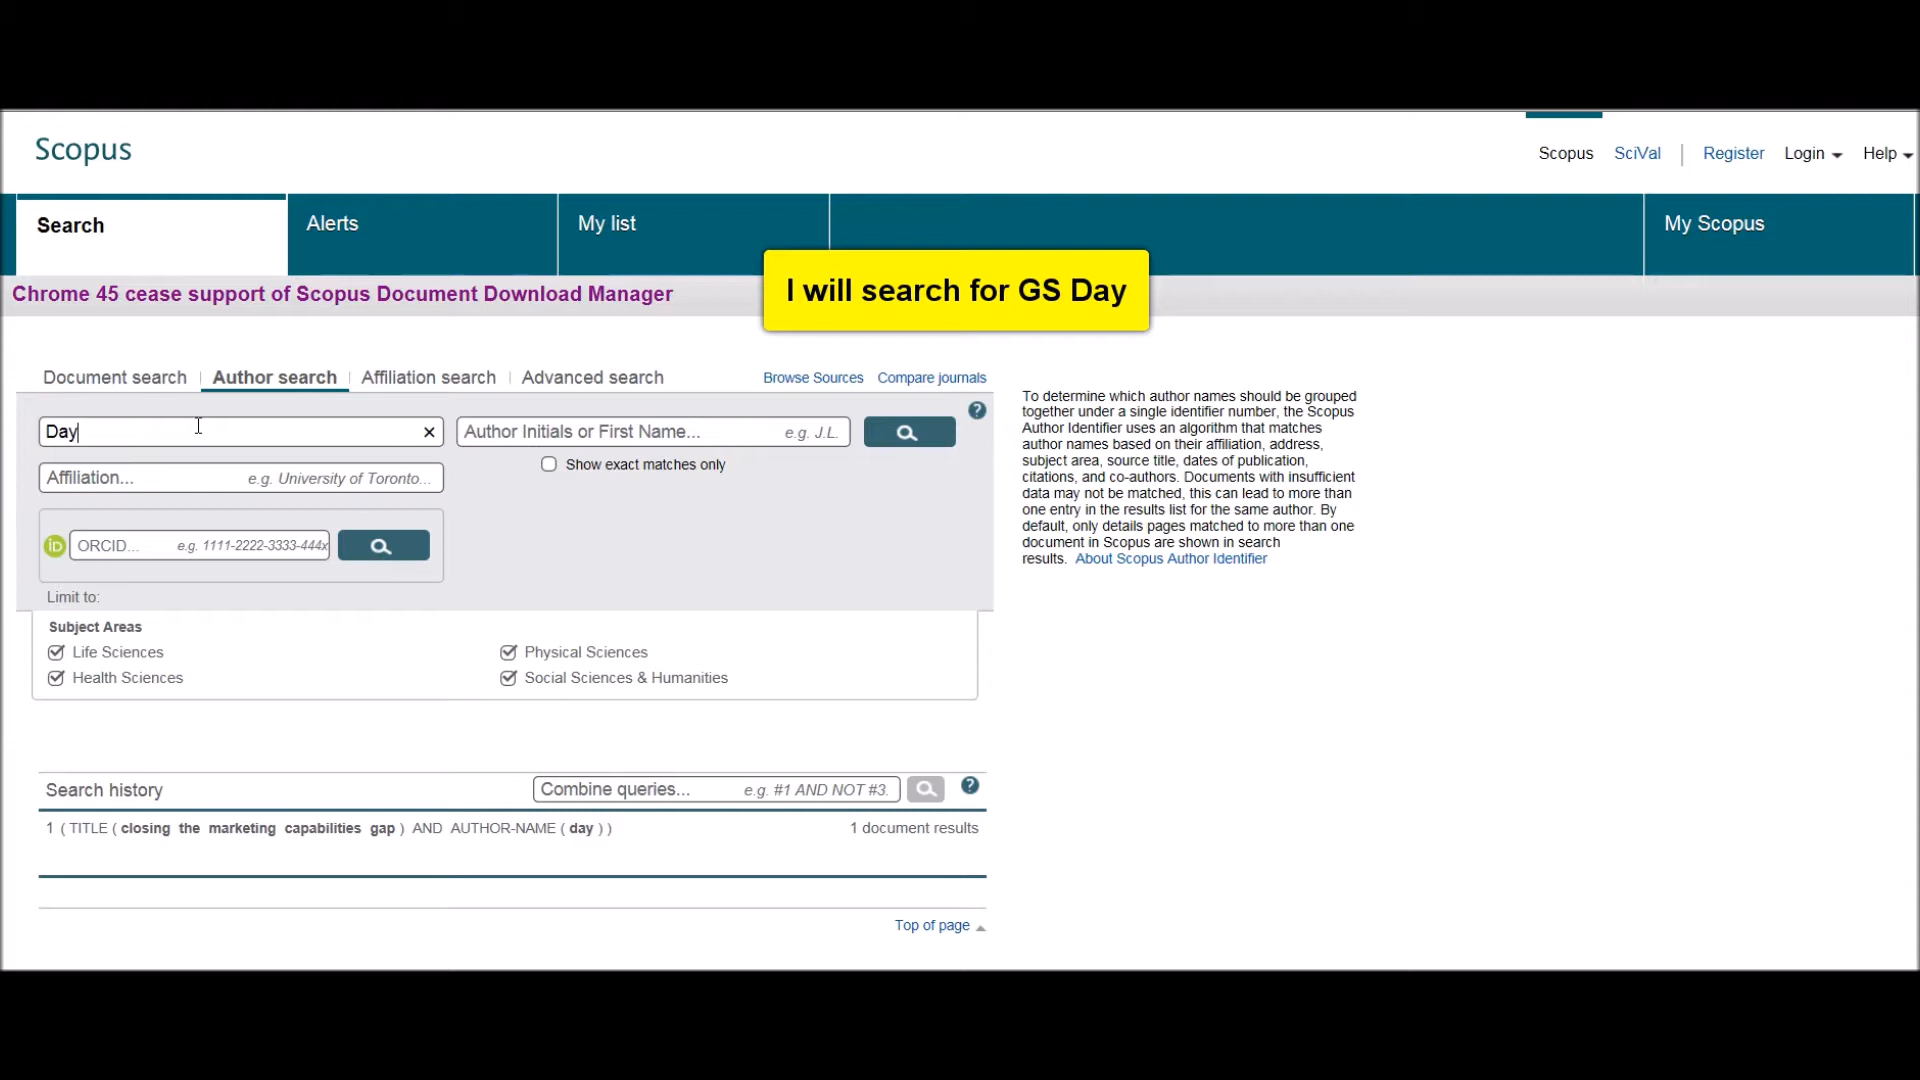 Scopus
Scopus SciVal Register Login Help
Search Alerts My list My Scopus
I will search for GS Day
Chrome 45 cease support of Scopus Document Download Manager
Document search Author search Affiliation search Advanced search Browse Sources Compare journals
Day
Author Initials or First Name... e.g. J.L.
Show exact matches only
Affiliation... e.g. University of Toronto...
iD ORCID... e.g. 1111-2222-3333-444x
Limit to:
Subject Areas
Life Sciences Physical Sciences
Health Sciences Social Sciences & Humanities
To determine which author names should be grouped
together under a single identifier number, the Scopus
Author Identifier uses an algorithm that matches
author names based on their affiliation, address,
subject area, source title, dates of publication,
citations, and co-authors. Documents with insufficient
data may not be matched, this can lead to more than
one entry in the results list for the same author. By
default, only details pages matched to more than one
document in Scopus are shown in search
results. About Scopus Author Identifier
Search history Combine queries... e.g. #1 AND NOT #3. ?
1 ( TITLE ( closing the marketing capabilities gap ) AND AUTHOR-NAME ( day ) ) 1 document results
Top of page